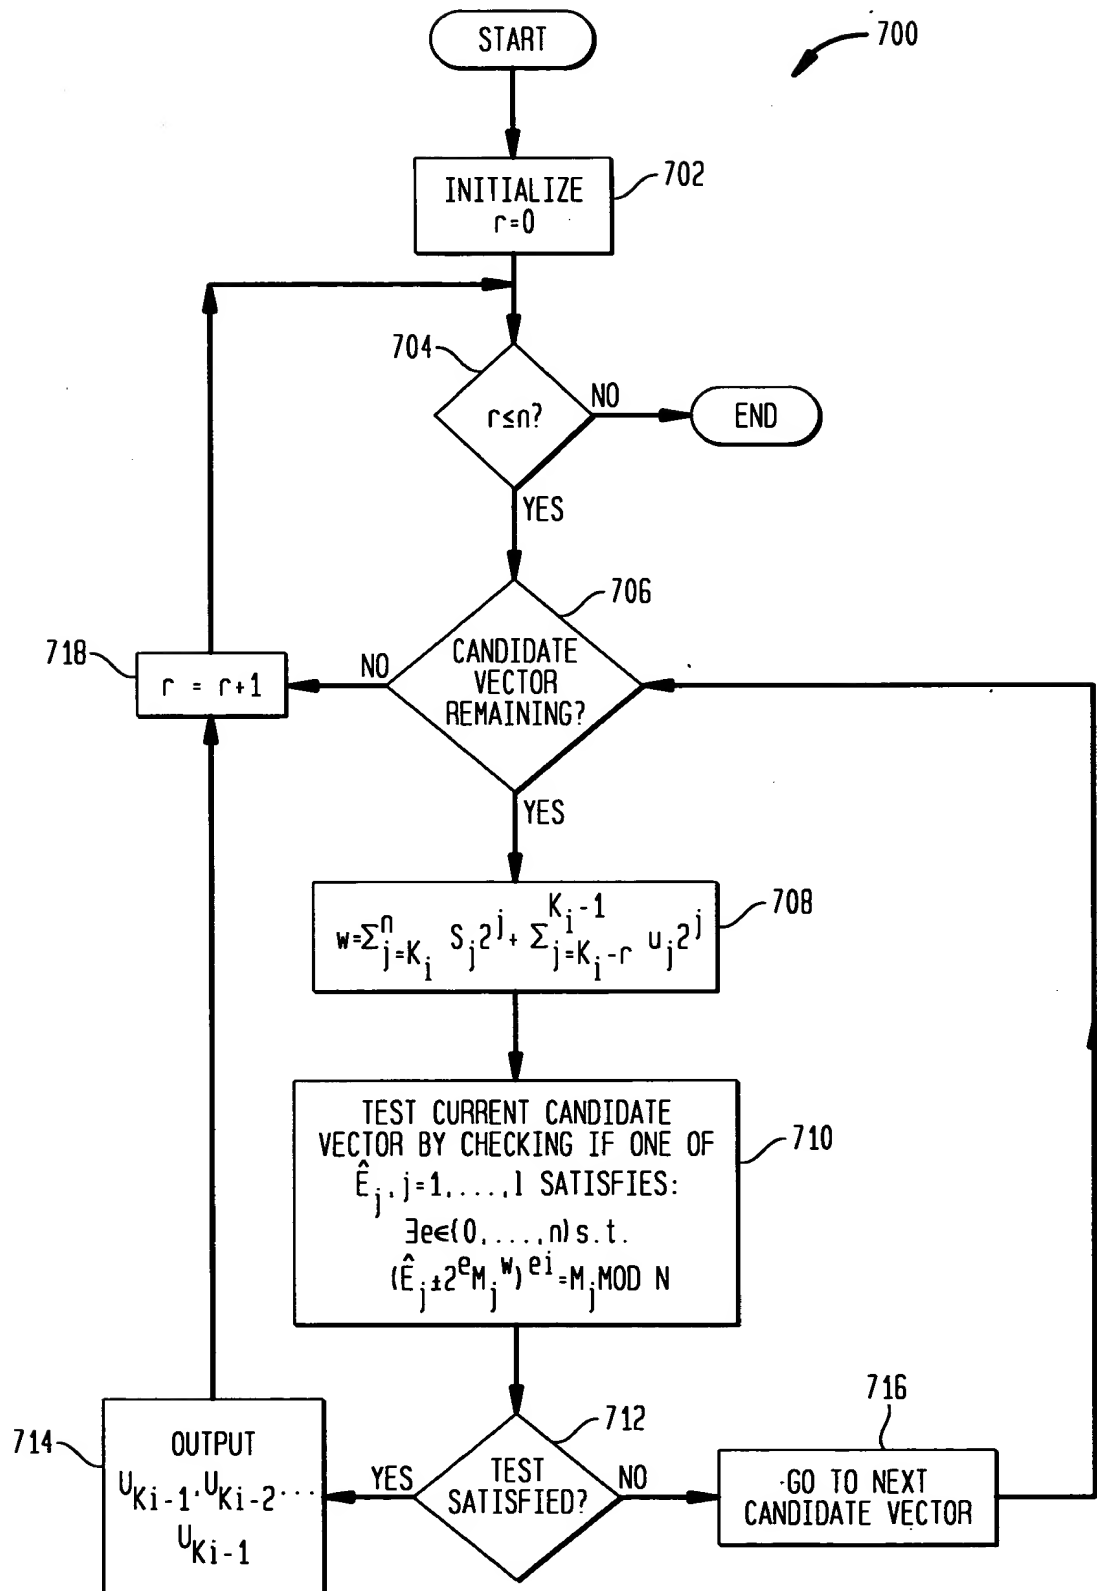 START
700
INITIALIZE
r=0
702
704
r≤n?
NO
END
YES
706
CANDIDATE
VECTOR
REMAINING?
NO
718
r = r+1
YES
w=Σ_{j=K_i}^{n} S_j2^j + Σ_{j=K_i-r}^{K_i-1} u_j2^j
708
TEST CURRENT CANDIDATE
VECTOR BY CHECKING IF ONE OF
Ê_j, j=1,...,l SATISFIES:
∃e∈(0,...,n) s.t.
(Ê_j±2^eM_j^w)^{ei}=M_jMOD N
710
712
TEST
SATISFIED?
YES
NO
714
OUTPUT
U_{Ki-1},U_{Ki-2}...
U_{Ki-1}
716
GO TO NEXT
CANDIDATE VECTOR